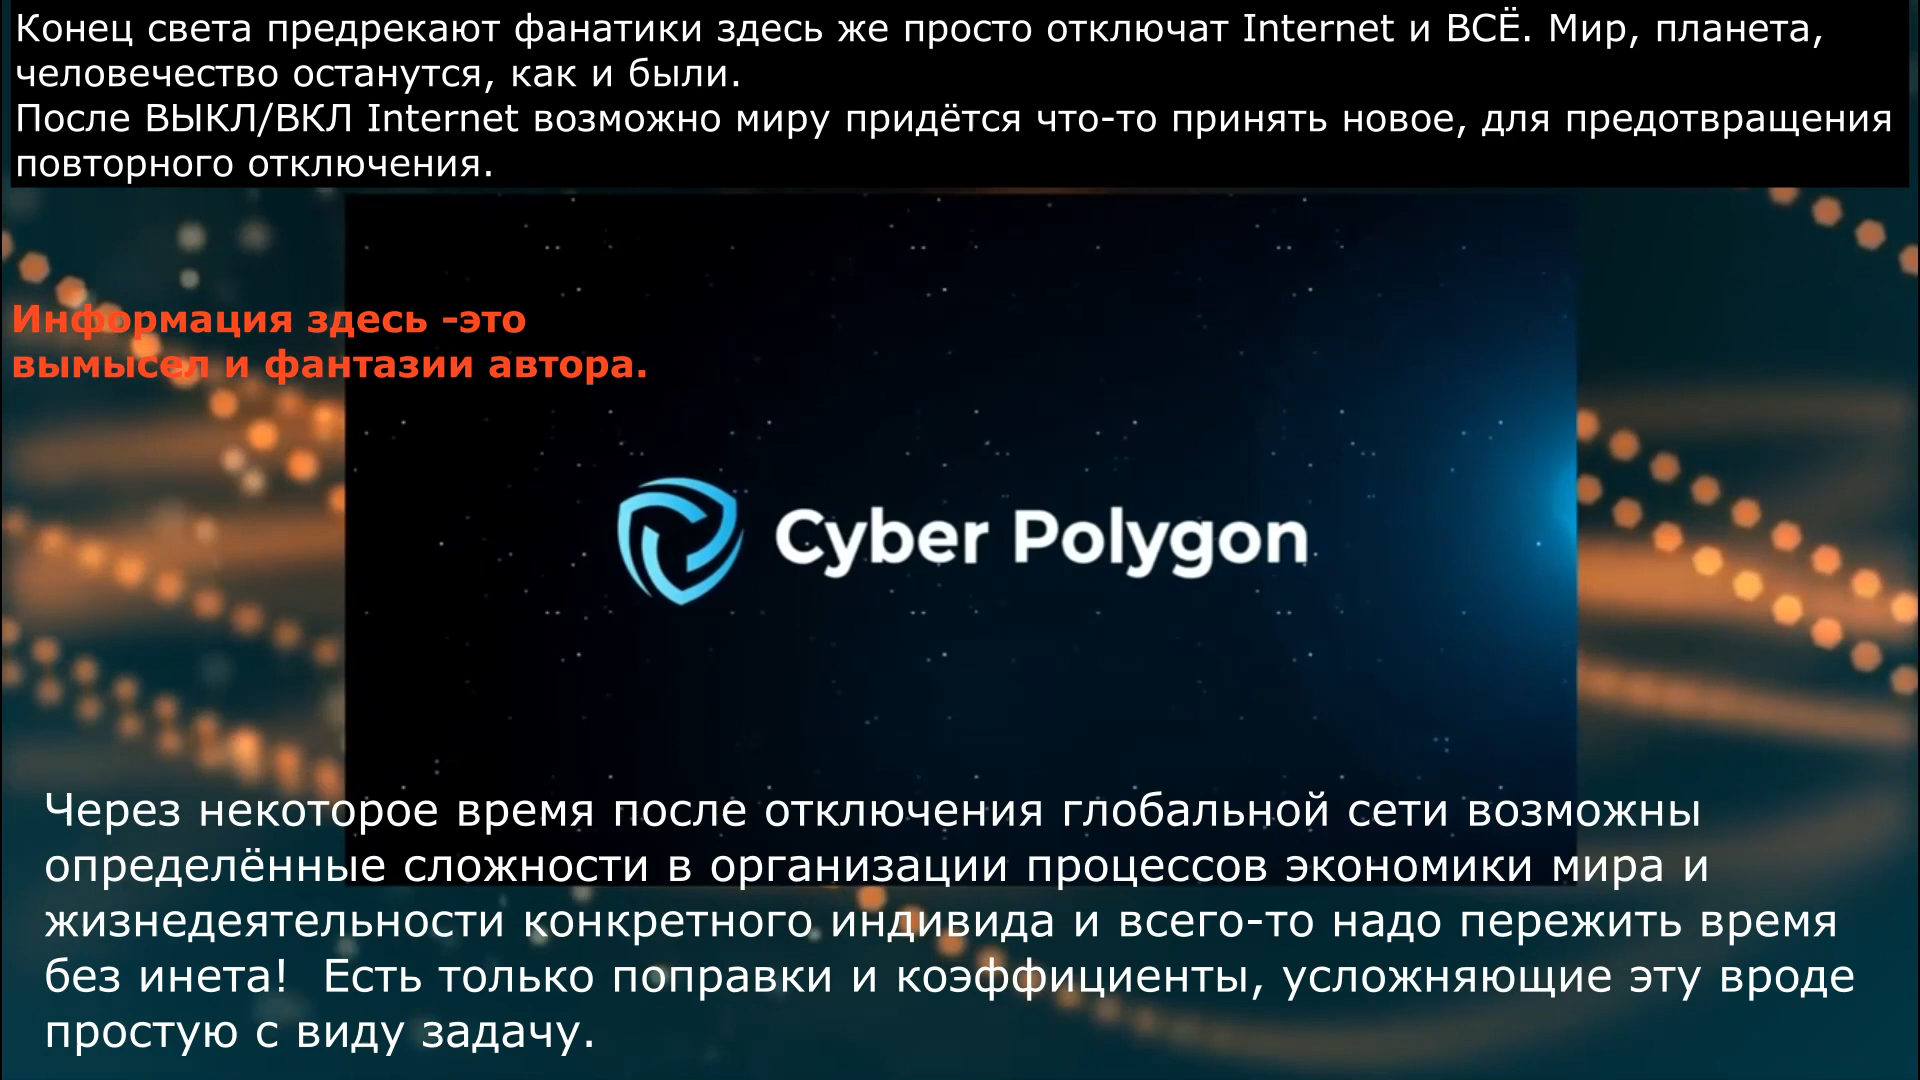 Конец света предрекают фанатики здесь же просто отключат Internet и ВСЁ. Мир, планета,
человечество останутся, как и были.
После ВЫКЛ/ВКЛ Internet возможно миру придётся что-то принять новое, для предотвращения
повторного отключения.
Информация здесь -это
вымысел и фантазии автора.
Cyber Polygon
Через некоторое время после отключения глобальной сети возможны
определённые сложности в организации процессов экономики мира и
жизнедеятельности конкретного индивида и всего-то надо пережить время
без инета!  Есть только поправки и коэффициенты, усложняющие эту вроде
простую с виду задачу.